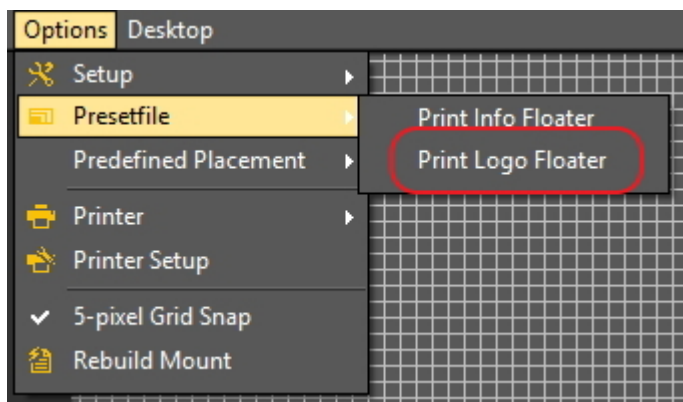 Options Desktop
Setup
Presetfile
Print Info Floater
Predefined Placement
Print Logo Floater
Printer
Printer Setup
5-pixel Grid Snap
Rebuild Mount